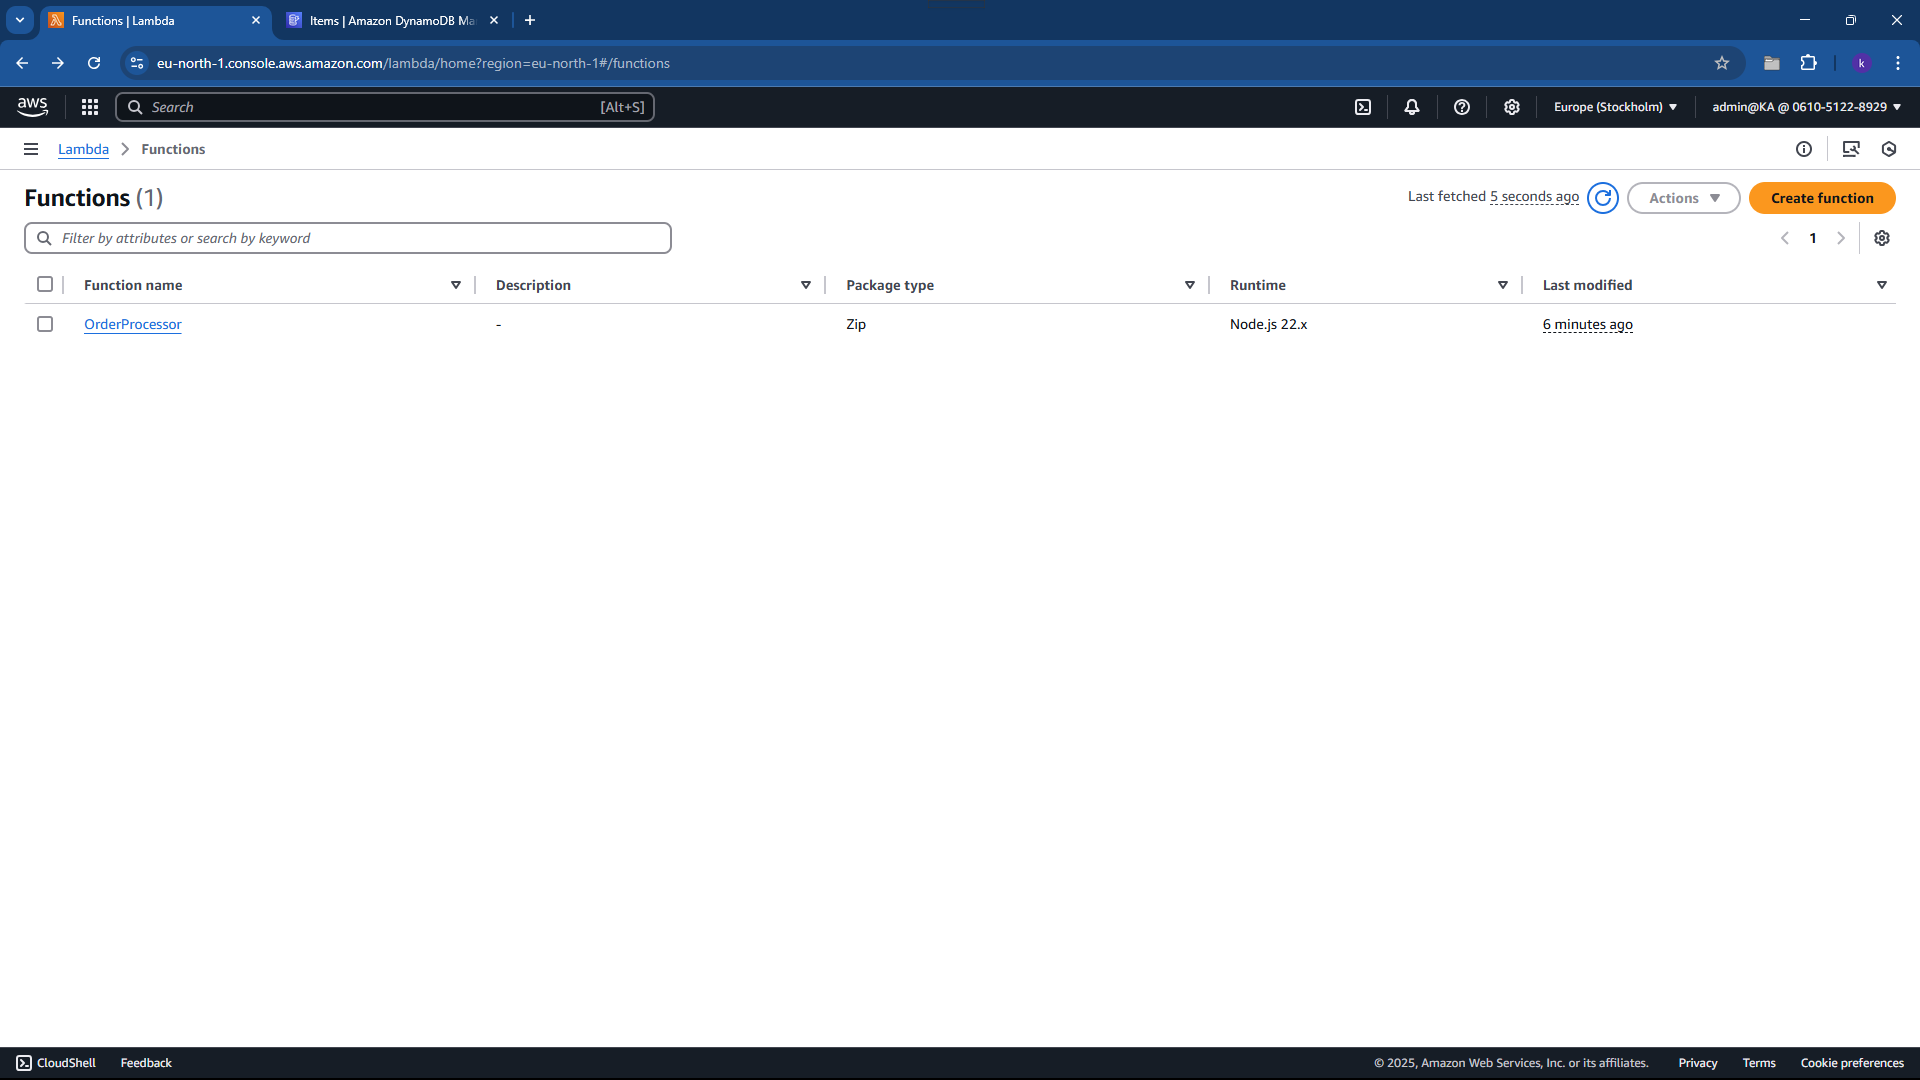 Functions | Lambda
Items | Amazon DynamoDB Ma
eu-north-1.console.aws.amazon.com/lambda/home?region=eu-north-1#/functions
k
aws
Search
[Alt+S]
Europe (Stockholm)
admin@KA @ 0610-5122-8929
Lambda
Functions
Functions (1)
Last fetched 5 seconds ago
Actions
Create function
Filter by attributes or search by keyword
1
Function name
Description
Package type
Runtime
Last modified
OrderProcessor
-
Zip
Node.js 22.x
6 minutes ago
CloudShell
Feedback
© 2025, Amazon Web Services, Inc. or its affiliates.
Privacy
Terms
Cookie preferences